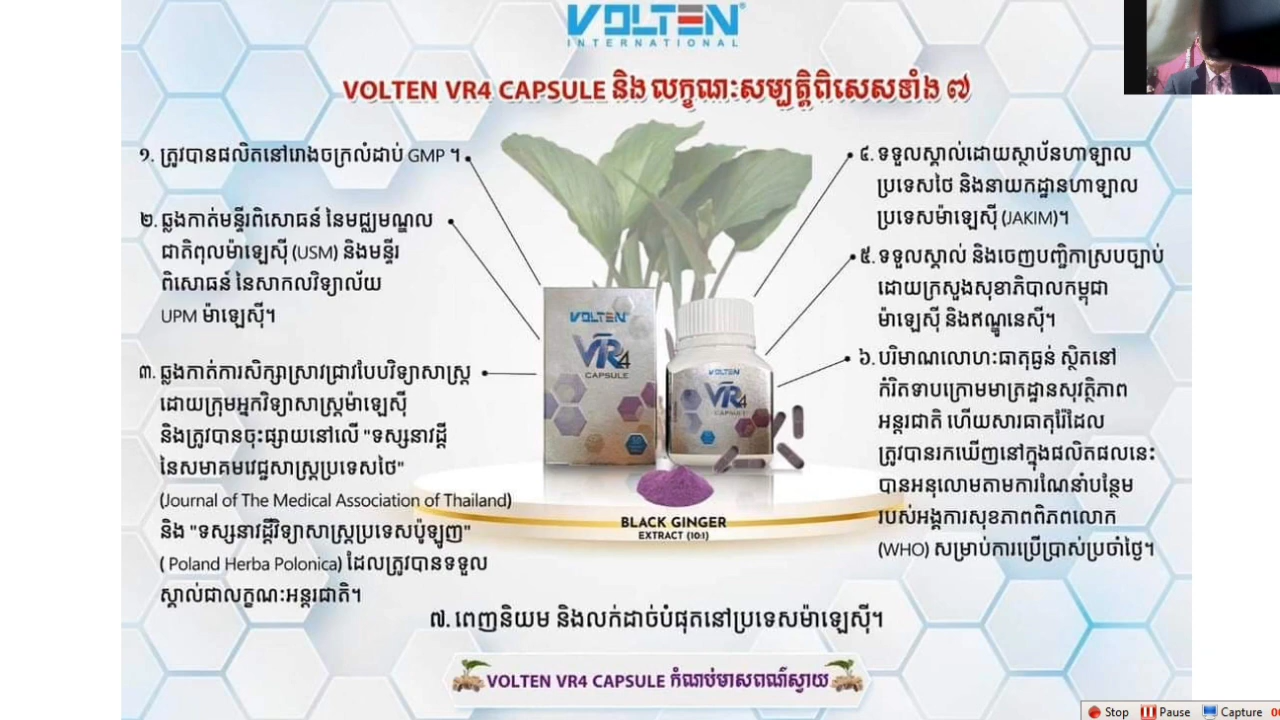 VOLTEN
INTERNATIONAL
VOLTEN VR4 CAPSULE និង លក្ខណៈសម្បត្តិពិសេសទាំង ៧
១. ត្រូវបានផលិតនៅរោងចក្រលំដាប់ GMP ។
២. ឆ្លងកាត់មន្ទីរពិសោធន៍ នៃមជ្ឈមណ្ឌល
ជាតិពុលម៉ាឡេស៊ី (USM) និងមន្ទីរ
ពិសោធន៍ នៃសាកលវិទ្យាល័យ
UPM ម៉ាឡេស៊ី។
៣. ឆ្លងកាត់ការសិក្សាស្រាវជ្រាវបែបវិទ្យាសាស្ត្រ
ដោយក្រុមអ្នកវិទ្យាសាស្ត្រម៉ាឡេស៊ី
និងត្រូវបានចុះផ្សាយនៅលើ "ទស្សនាវដ្តី
នៃសមាគមវេជ្ជសាស្ត្រប្រទេសថៃ"
(Journal of The Medical Association of Thailand)
និង "ទស្សនាវដ្តីវិទ្យាសាស្ត្រប្រទេសប៉ូឡូញ"
( Poland Herba Polonica) ដែលត្រូវបានទទួល
ស្គាល់ជាលក្ខណៈអន្តរជាតិ។
៤. ទទួលស្គាល់ដោយស្ថាប័នហាឡាល
ប្រទេសថៃ និងនាយកដ្ឋានហាឡាល
ប្រទេសម៉ាឡេស៊ី (JAKIM)។
៥. ទទួលស្គាល់ និងចេញបញ្ជិកាស្របច្បាប់
ដោយក្រសួងសុខាភិបាលកម្ពុជា
ម៉ាឡេស៊ី និងឥណ្ឌូនេស៊ី។
៦. បរិមាណលោហៈធាតុធ្ងន់ ស្ថិតនៅ
កំរិតទាបក្រោមមាត្រដ្ឋានសុវត្ថិភាព
អន្តរជាតិ ហើយសារធាតុរ៉ែដែល
ត្រូវបានរកឃើញនៅក្នុងផលិតផលនេះ
បានអនុលោមតាមការណែនាំបន្ថែម
របស់អង្គការសុខភាពពិភពលោក
(WHO) សម្រាប់ការប្រើប្រាស់ប្រចាំថ្ងៃ។
VOLTEN
VR4
CAPSULE
VOLTEN
VR4
CAPSULE
BLACK GINGER
EXTRACT (10:1)
៧. ពេញនិយម និងលក់ដាច់បំផុតនៅប្រទេសម៉ាឡេស៊ី។
VOLTEN VR4 CAPSULE កំណប់មាសពណ៌ស្វាយ
Stop Pause Capture